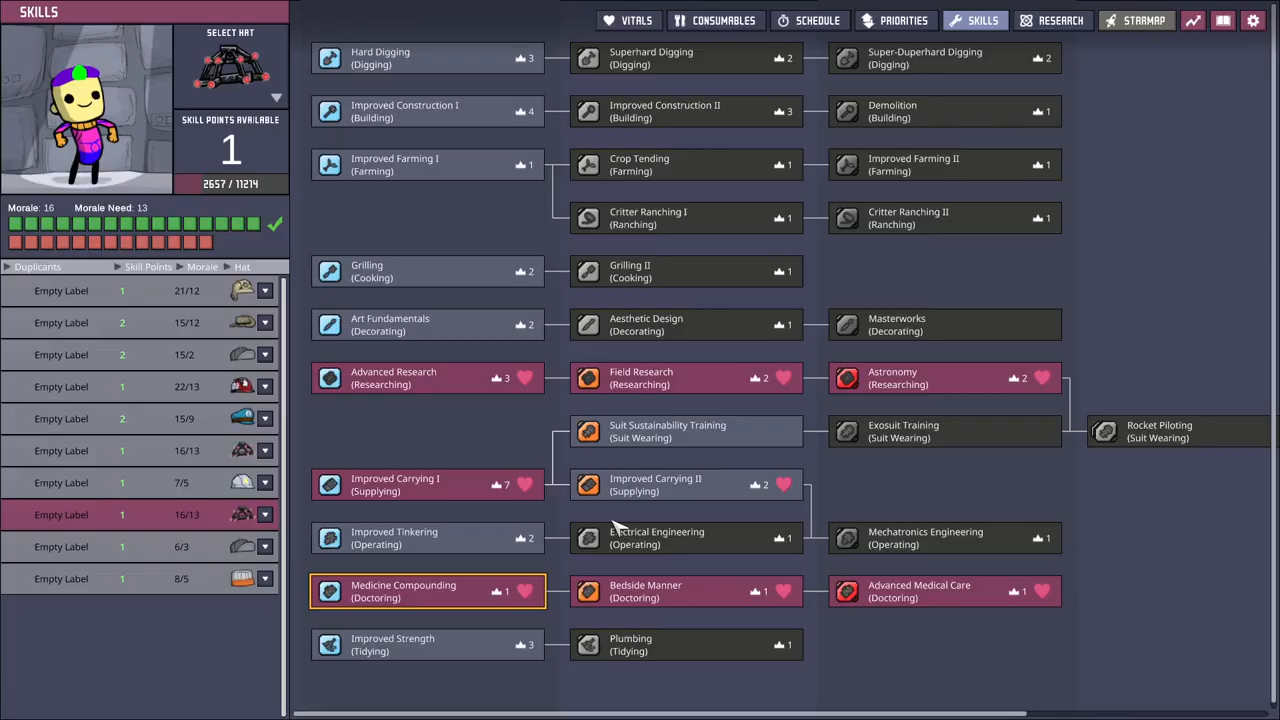 SKILLS
VITALS
CONSUMABLES
SCHEDULE
PRIORITIES
SKILLS
RESEARCH
STARMAP
SELECT HAT
SKILL POINTS AVAILABLE
1
2657 / 11214
Morale: 16 Morale Need: 13
Duplicants Skill Points Morale Hat
Empty Label 1 21/12
Empty Label 2 15/12
Empty Label 2 15/2
Empty Label 1 22/13
Empty Label 2 15/9
Empty Label 1 16/13
Empty Label 1 7/5
Empty Label 1 16/13
Empty Label 1 6/3
Empty Label 1 8/5
Hard Digging
(Digging)
3
Superhard Digging
(Digging)
2
Super-Duperhard Digging
(Digging)
2
Improved Construction I
(Building)
4
Improved Construction II
(Building)
3
Demolition
(Building)
1
Improved Farming I
(Farming)
1
Crop Tending
(Farming)
1
Improved Farming II
(Farming)
1
Critter Ranching I
(Ranching)
1
Critter Ranching II
(Ranching)
1
Grilling
(Cooking)
2
Grilling II
(Cooking)
1
Art Fundamentals
(Decorating)
2
Aesthetic Design
(Decorating)
1
Masterworks
(Decorating)
Advanced Research
(Researching)
3
Field Research
(Researching)
2
Astronomy
(Researching)
2
Suit Sustainability Training
(Suit Wearing)
Exosuit Training
(Suit Wearing)
Rocket Piloting
(Suit Wearing)
Improved Carrying I
(Supplying)
7
Improved Carrying II
(Supplying)
2
Improved Tinkering
(Operating)
2
Electrical Engineering
(Operating)
1
Mechatronics Engineering
(Operating)
1
Medicine Compounding
(Doctoring)
1
Bedside Manner
(Doctoring)
1
Advanced Medical Care
(Doctoring)
1
Improved Strength
(Tidying)
3
Plumbing
(Tidying)
1